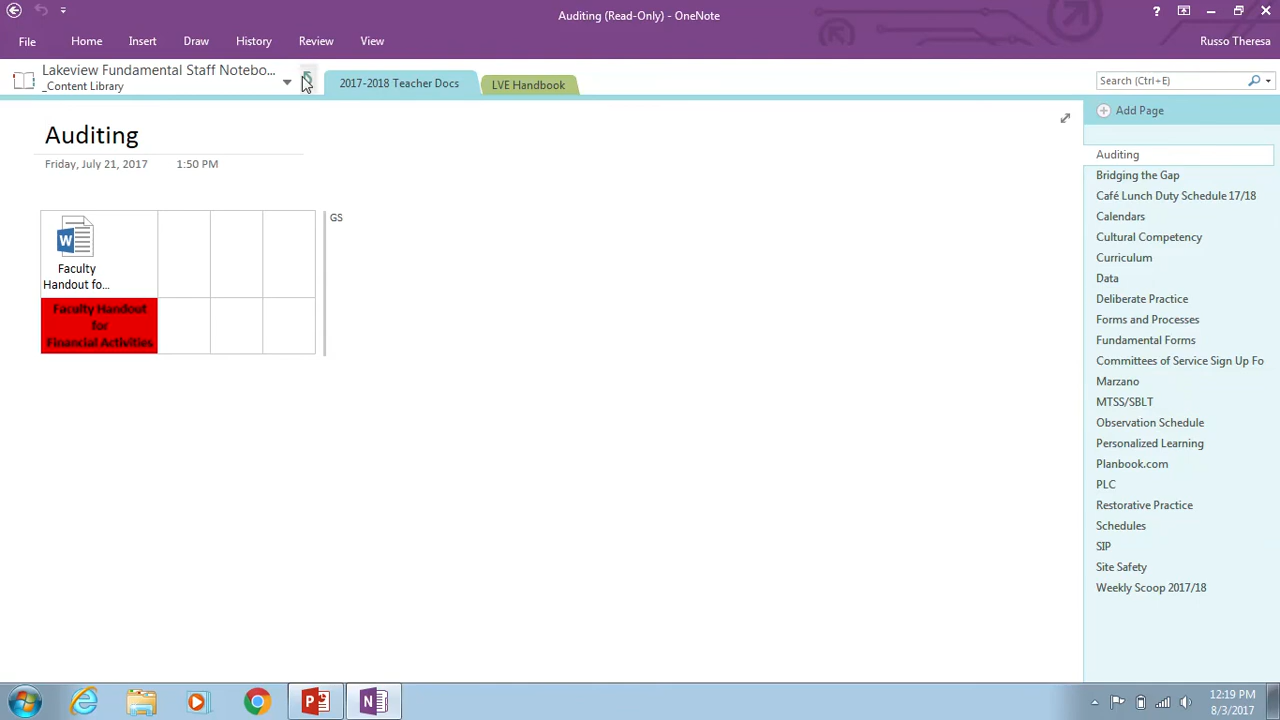 Auditing (Read-Only) - OneNote
File
Home
Insert
Draw
History
Review
View
Russo Theresa
Lakeview Fundamental Staff Notebo...
_Content Library
2017-2018 Teacher Docs
LVE Handbook
Search (Ctrl+E)
Auditing
Friday, July 21, 2017
1:50 PM
Faculty
Handout fo...
GS
Faculty Handout
for
Financial Activities
Add Page
Auditing
Bridging the Gap
Café Lunch Duty Schedule 17/18
Calendars
Cultural Competency
Curriculum
Data
Deliberate Practice
Forms and Processes
Fundamental Forms
Committees of Service Sign Up Fo
Marzano
MTSS/SBLT
Observation Schedule
Personalized Learning
Planbook.com
PLC
Restorative Practice
Schedules
SIP
Site Safety
Weekly Scoop 2017/18
12:19 PM
8/3/2017